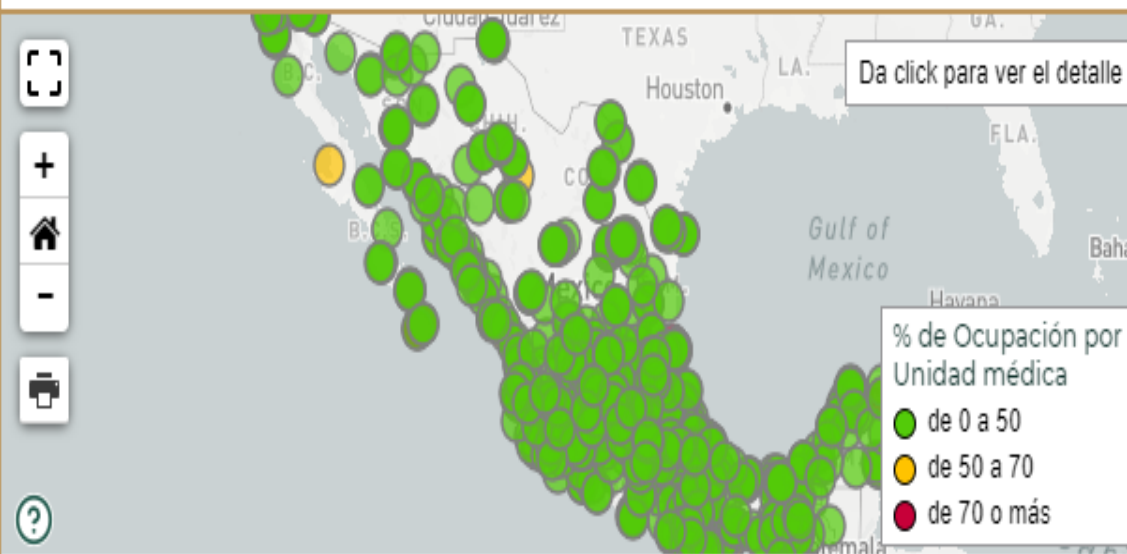 Ciudad Juárez
GA.
TEXAS
LA.
Da click para ver el detalle
B.C.
Houston
FLA.
B.C.S.
Gulf of
Mexico
Havana
% de Ocupación por
Unidad médica
de 0 a 50
de 50 a 70
de 70 o más
+
-
?